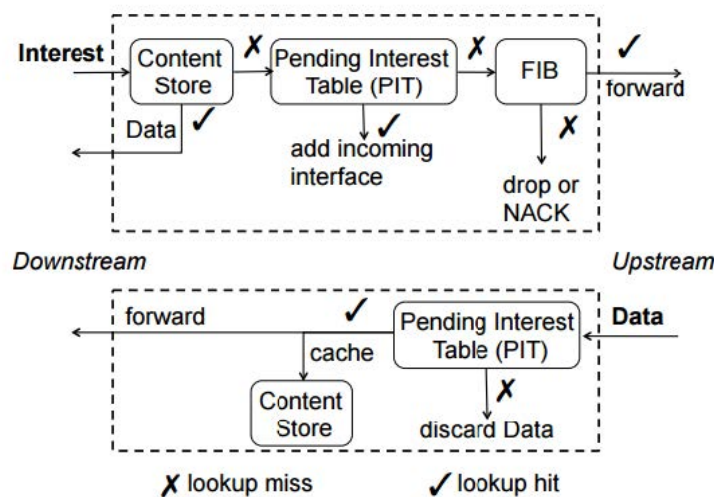 Interest
Content
Store
✗
Pending Interest
Table (PIT)
✗
FIB
✓
forward
Data
✓
✓
add incoming
interface
✗
drop or
NACK
Downstream
Upstream
forward
✓
cache
Pending Interest
Table (PIT)
Data
Content
Store
✗
discard Data
✗ lookup miss
✓ lookup hit